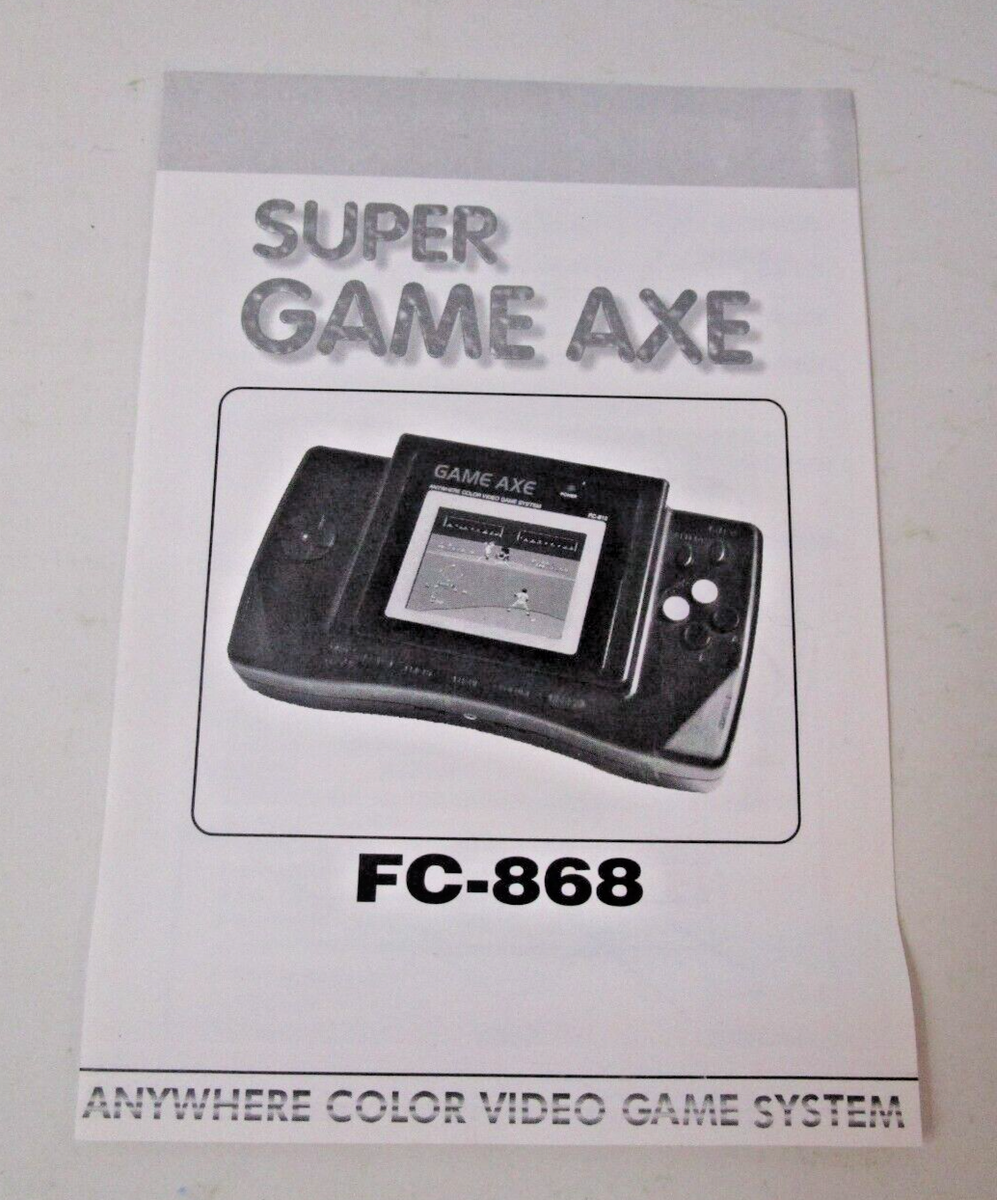 SUPER
GAME AXE
GAME AXE
POWER
ANYWHERE COLOR VIDEO GAME SYSTEM
FC-868
ANYWHERE COLOR VIDEO GAME SYSTEM